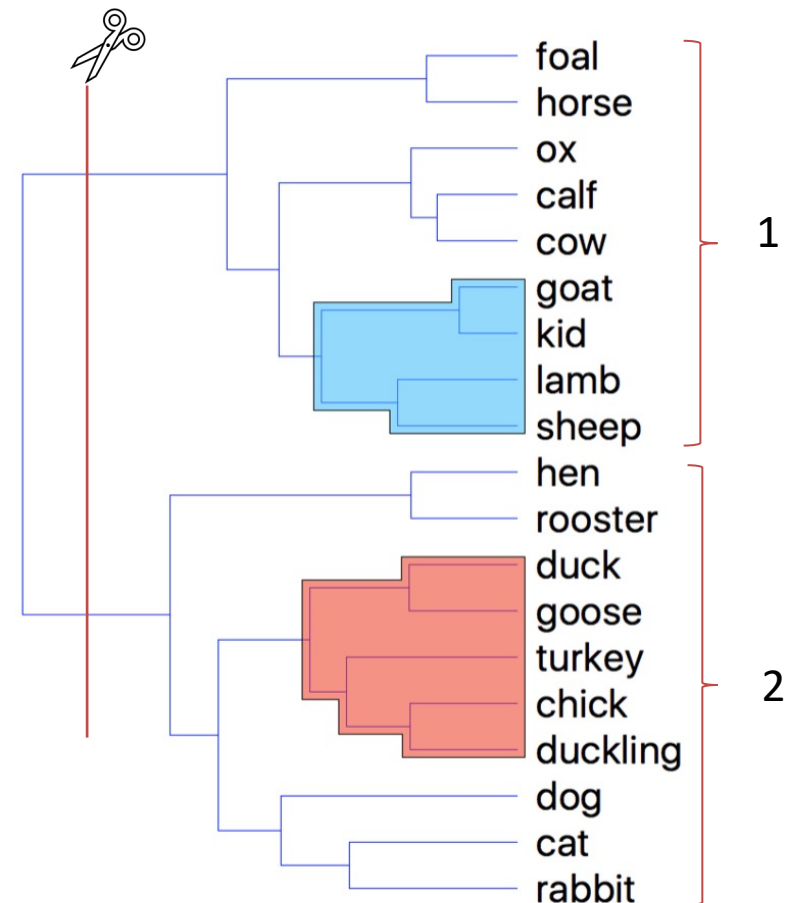 foal
horse
ox
calf
cow
1
goat
kid
lamb
sheep
hen
rooster
duck
goose
turkey
2
chick
duckling
dog
cat
rabbit